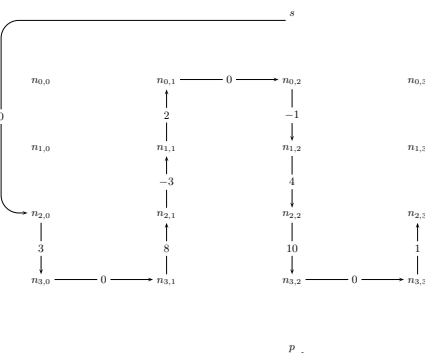 s
n0,0 n0,1 0 n0,2 n0,3
0 2 −1
n1,0 n1,1 n1,2 n1,3
−3 4
n2,0 n2,1 n2,2 n2,3
3 8 10 1
n3,0 0 n3,1 n3,2 0 n3,3
p